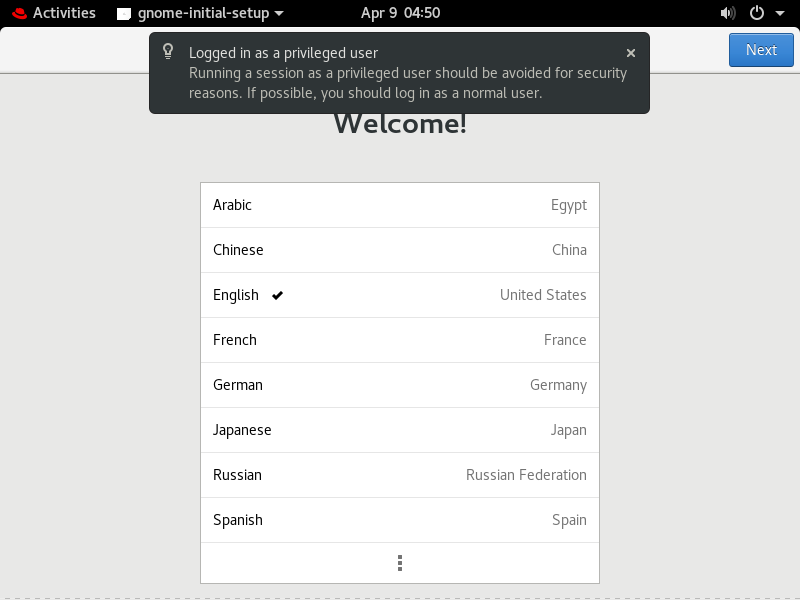 Activities gnome-initial-setup Apr 9 04:50
Next
Logged in as a privileged user
Running a session as a privileged user should be avoided for security
reasons. If possible, you should log in as a normal user.
Welcome!
Arabic Egypt
Chinese China
English United States
French France
German Germany
Japanese Japan
Russian Russian Federation
Spanish Spain